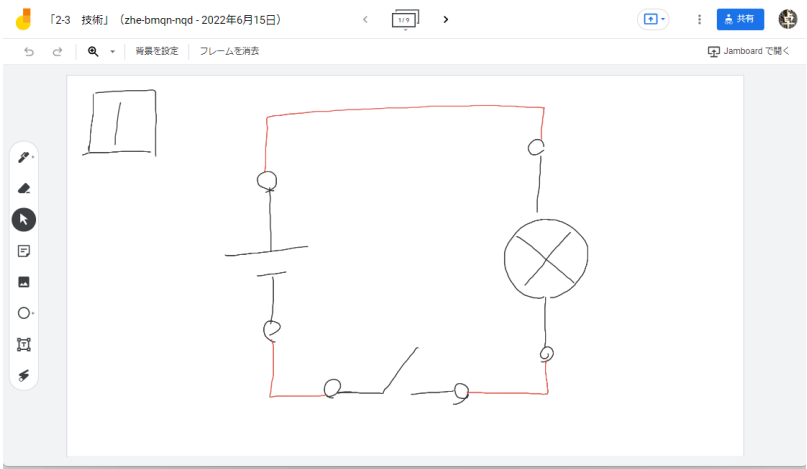 「2-3 技術」（zhe-bmqn-nqd - 2022年6月15日）
1/9
共有
背景を設定
フレームを消去
Jamboard で開く
1